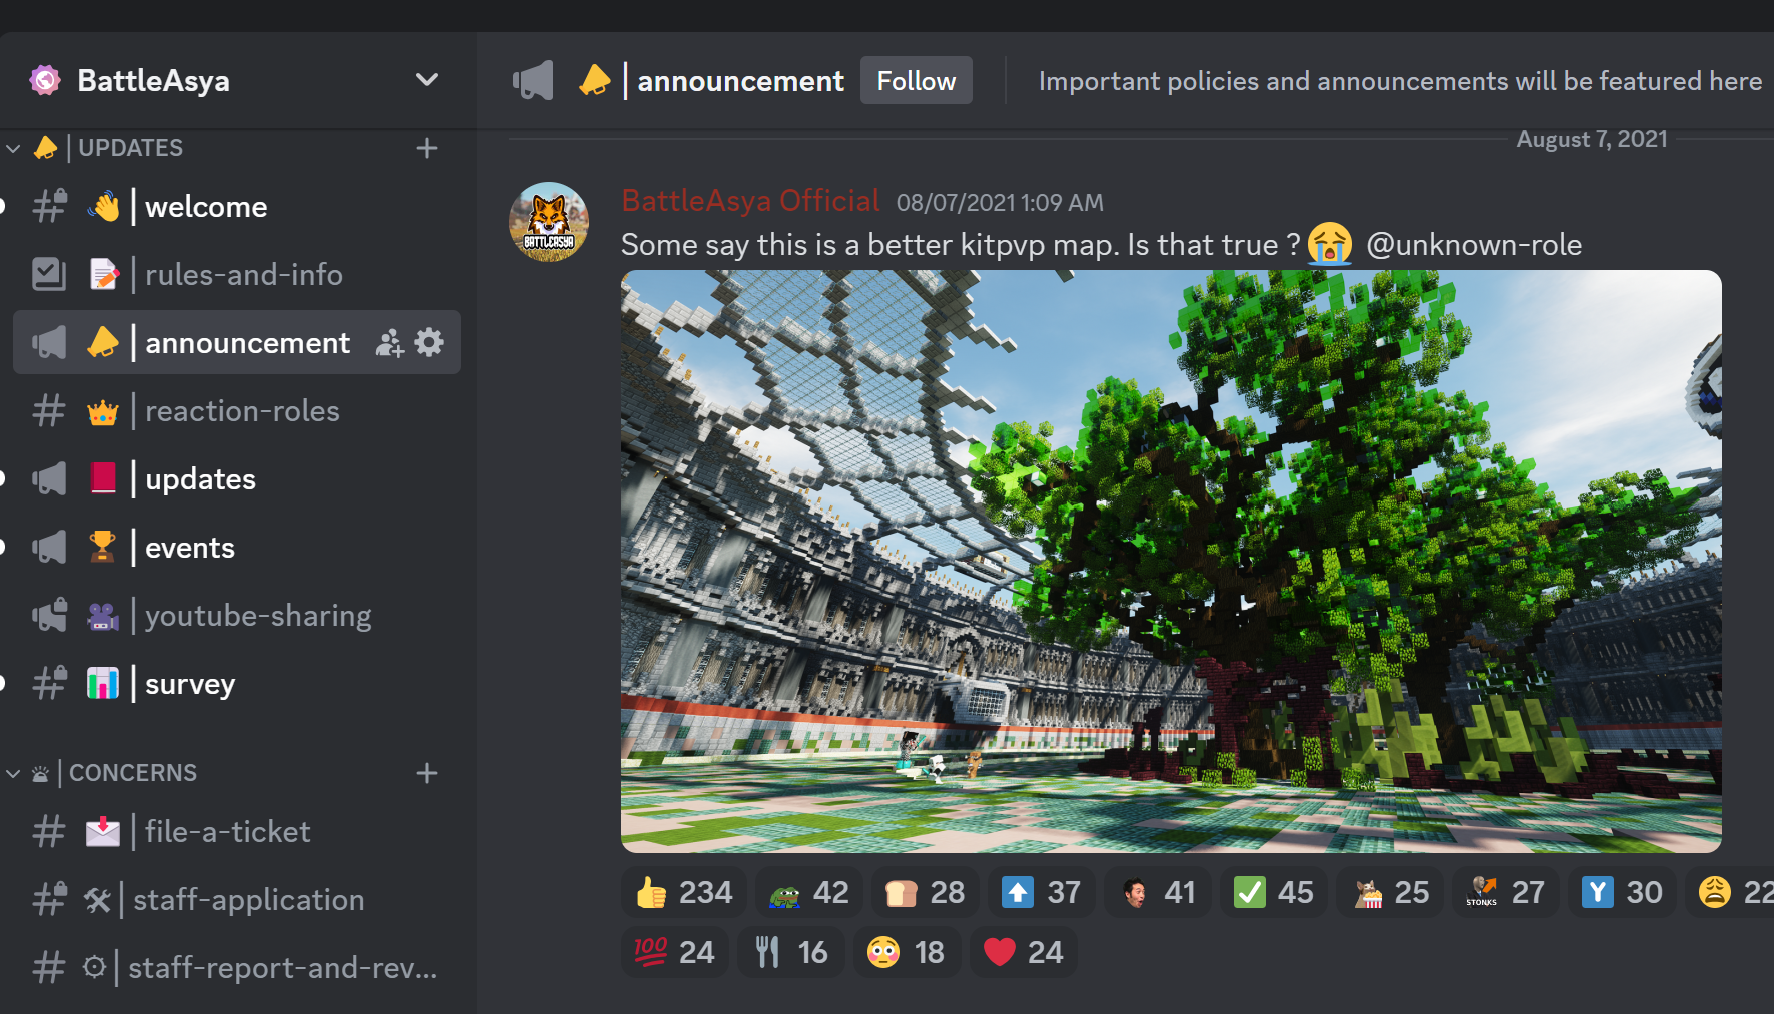 BattleAsya
| UPDATES
| welcome
| rules-and-info
| announcement
| reaction-roles
| updates
| events
| youtube-sharing
| survey
| CONCERNS
| file-a-ticket
| staff-application
| staff-report-and-rev...
| announcement Follow Important policies and announcements will be featured here
August 7, 2021
BattleAsya Official 08/07/2021 1:09 AM
BATTLEASYA
Some say this is a better kitpvp map. Is that true ? @unknown-role
234 42 28 37 41 45 25 STONKS 27 Y 30 22
100 24 16 18 24